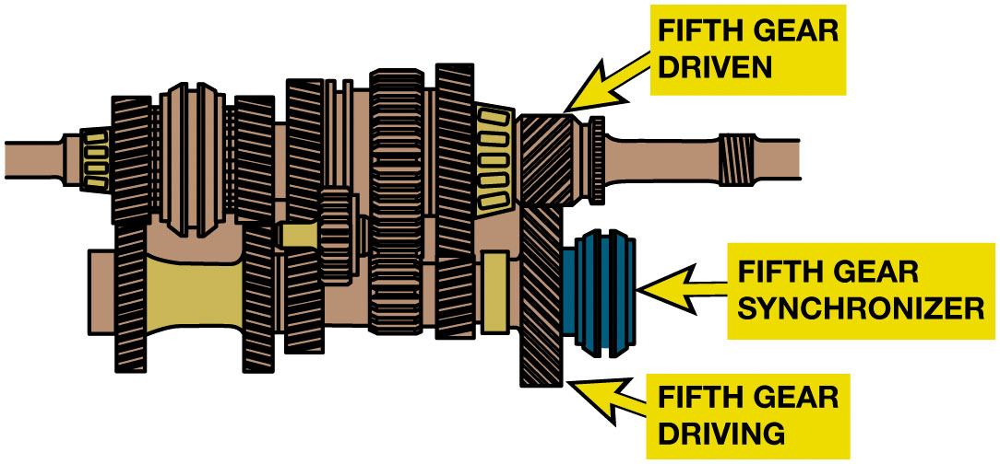 FIFTH GEAR
DRIVEN
FIFTH GEAR
SYNCHRONIZER
FIFTH GEAR
DRIVING